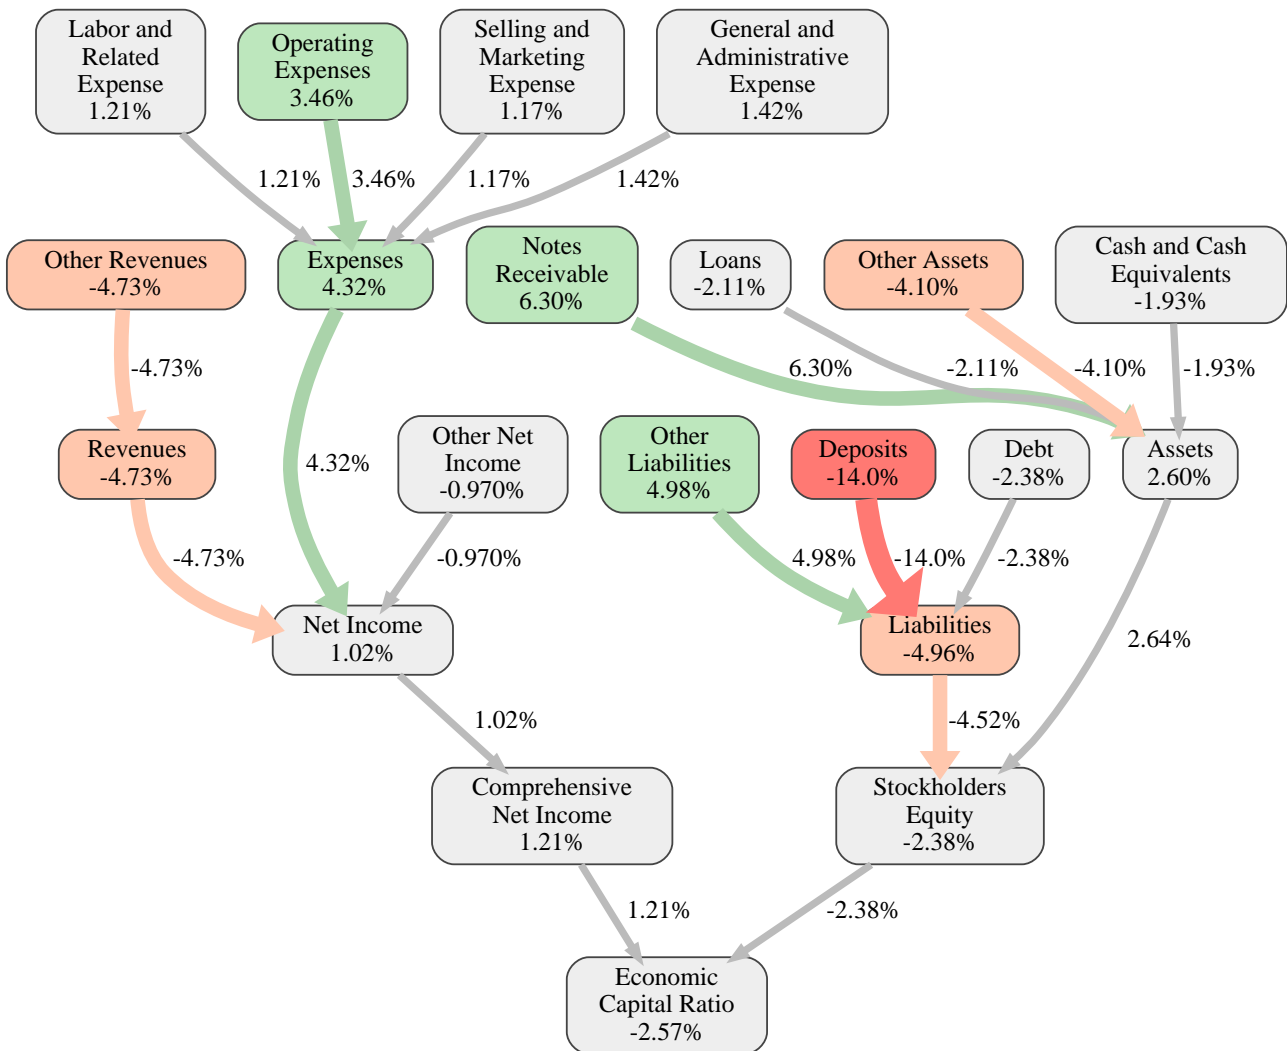 Labor and
Related
Expense
1.21%
Operating
Expenses
3.46%
Selling and
Marketing
Expense
1.17%
General and
Administrative
Expense
1.42%
1.21%
3.46%
1.17%
1.42%
Other Revenues
-4.73%
Expenses
4.32%
Notes
Receivable
6.30%
Loans
-2.11%
Other Assets
-4.10%
Cash and Cash
Equivalents
-1.93%
-4.73%
6.30%
-2.11%
-4.10%
-1.93%
Revenues
-4.73%
4.32%
Other Net
Income
-0.970%
Other
Liabilities
4.98%
Deposits
-14.0%
Debt
-2.38%
Assets
2.60%
-4.73%
-0.970%
4.98%
-14.0%
-2.38%
Net Income
1.02%
Liabilities
-4.96%
2.64%
1.02%
-4.52%
Comprehensive
Net Income
1.21%
Stockholders
Equity
-2.38%
1.21%
-2.38%
Economic
Capital Ratio
-2.57%